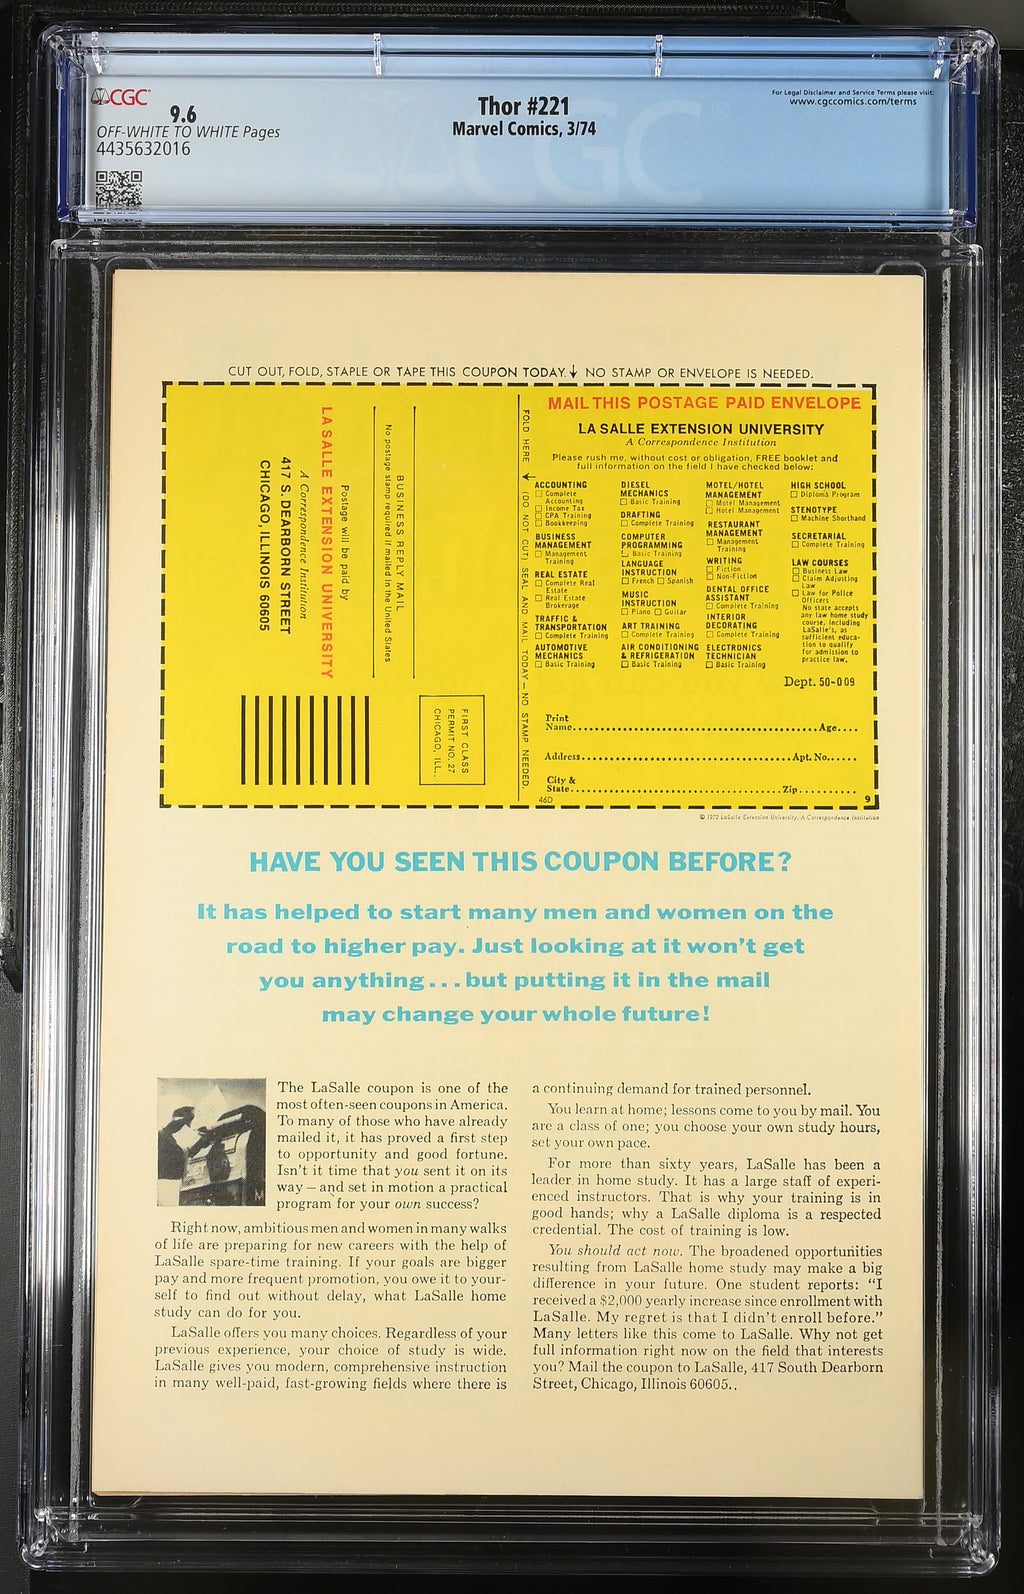 CGC
9.6
OFF-WHITE TO WHITE Pages
4435632016
Thor #221
Marvel Comics, 3/74
For Legal Disclaimer and Service Terms please visit:
www.cgccomics.com/terms
CGC
CUT OUT, FOLD, STAPLE OR TAPE THIS COUPON TODAY. ↓ NO STAMP OR ENVELOPE IS NEEDED.
BUSINESS REPLY MAIL
No postage stamp required if mailed in the United States
Postage will be paid by
LA SALLE EXTENSION UNIVERSITY
A Correspondence Institution
417 S. DEARBORN STREET
CHICAGO, ILLINOIS 60605
FIRST CLASS
PERMIT NO. 27
CHICAGO, ILL.
FOLD HERE ↓ (DO NOT CUT) SEAL AND MAIL TODAY — NO STAMP NEEDED.
MAIL THIS POSTAGE PAID ENVELOPE
LA SALLE EXTENSION UNIVERSITY
A Correspondence Institution
Please rush me, without cost or obligation, FREE booklet and
full information on the field I have checked below:
ACCOUNTING
☐ Complete
Accounting
☐ Income Tax
☐ CPA Training
☐ Bookkeeping
BUSINESS
MANAGEMENT
☐ Management
Training
REAL ESTATE
☐ Complete Real
Estate
☐ Real Estate
Brokerage
TRAFFIC &
TRANSPORTATION
☐ Complete Training
AUTOMOTIVE
MECHANICS
☐ Basic Training
DIESEL
MECHANICS
☐ Basic Training
DRAFTING
☐ Complete Training
COMPUTER
PROGRAMMING
☐ Basic Training
LANGUAGE
INSTRUCTION
☐ French ☐ Spanish
MUSIC
INSTRUCTION
☐ Piano ☐ Guitar
ART TRAINING
☐ Complete Training
AIR CONDITIONING
& REFRIGERATION
☐ Basic Training
MOTEL/HOTEL
MANAGEMENT
☐ Motel Management
☐ Hotel Management
RESTAURANT
MANAGEMENT
☐ Management
Training
WRITING
☐ Fiction
☐ Non-Fiction
DENTAL OFFICE
ASSISTANT
☐ Complete Training
INTERIOR
DECORATING
☐ Complete Training
ELECTRONICS
TECHNICIAN
☐ Basic Training
HIGH SCHOOL
☐ Diploma Program
STENOTYPE
☐ Machine Shorthand
SECRETARIAL
☐ Complete Training
LAW COURSES
☐ Business Law
☐ Claim Adjusting
Law
☐ Law for Police
Officers
No state accepts
any law home study
course, including
LaSalle's, as
sufficient educa-
tion to qualify
for admission to
practice law.
Dept. 50-009
Print
Name..........Age....
Address..........Apt. No......
City &
State..........Zip..........
46D
9
© 1972 LaSalle Extension University. A Correspondence Institution
HAVE YOU SEEN THIS COUPON BEFORE?
It has helped to start many men and women on the
road to higher pay. Just looking at it won't get
you anything...but putting it in the mail
may change your whole future!
The LaSalle coupon is one of the
most often-seen coupons in America.
To many of those who have already
mailed it, it has proved a first step
to opportunity and good fortune.
Isn't it time that you sent it on its
way — and set in motion a practical
program for your own success?
Right now, ambitious men and women in many walks
of life are preparing for new careers with the help of
LaSalle spare-time training. If your goals are bigger
pay and more frequent promotion, you owe it to your-
self to find out without delay, what LaSalle home
study can do for you.
LaSalle offers you many choices. Regardless of your
previous experience, your choice of study is wide.
LaSalle gives you modern, comprehensive instruction
in many well-paid, fast-growing fields where there is
a continuing demand for trained personnel.
You learn at home; lessons come to you by mail. You
are a class of one; you choose your own study hours,
set your own pace.
For more than sixty years, LaSalle has been a
leader in home study. It has a large staff of experi-
enced instructors. That is why your training is in
good hands; why a LaSalle diploma is a respected
credential. The cost of training is low.
You should act now. The broadened opportunities
resulting from LaSalle home study may make a big
difference in your future. One student reports: "I
received a $2,000 yearly increase since enrollment with
LaSalle. My regret is that I didn't enroll before."
Many letters like this come to LaSalle. Why not get
full information right now on the field that interests
you? Mail the coupon to LaSalle, 417 South Dearborn
Street, Chicago, Illinois 60605..